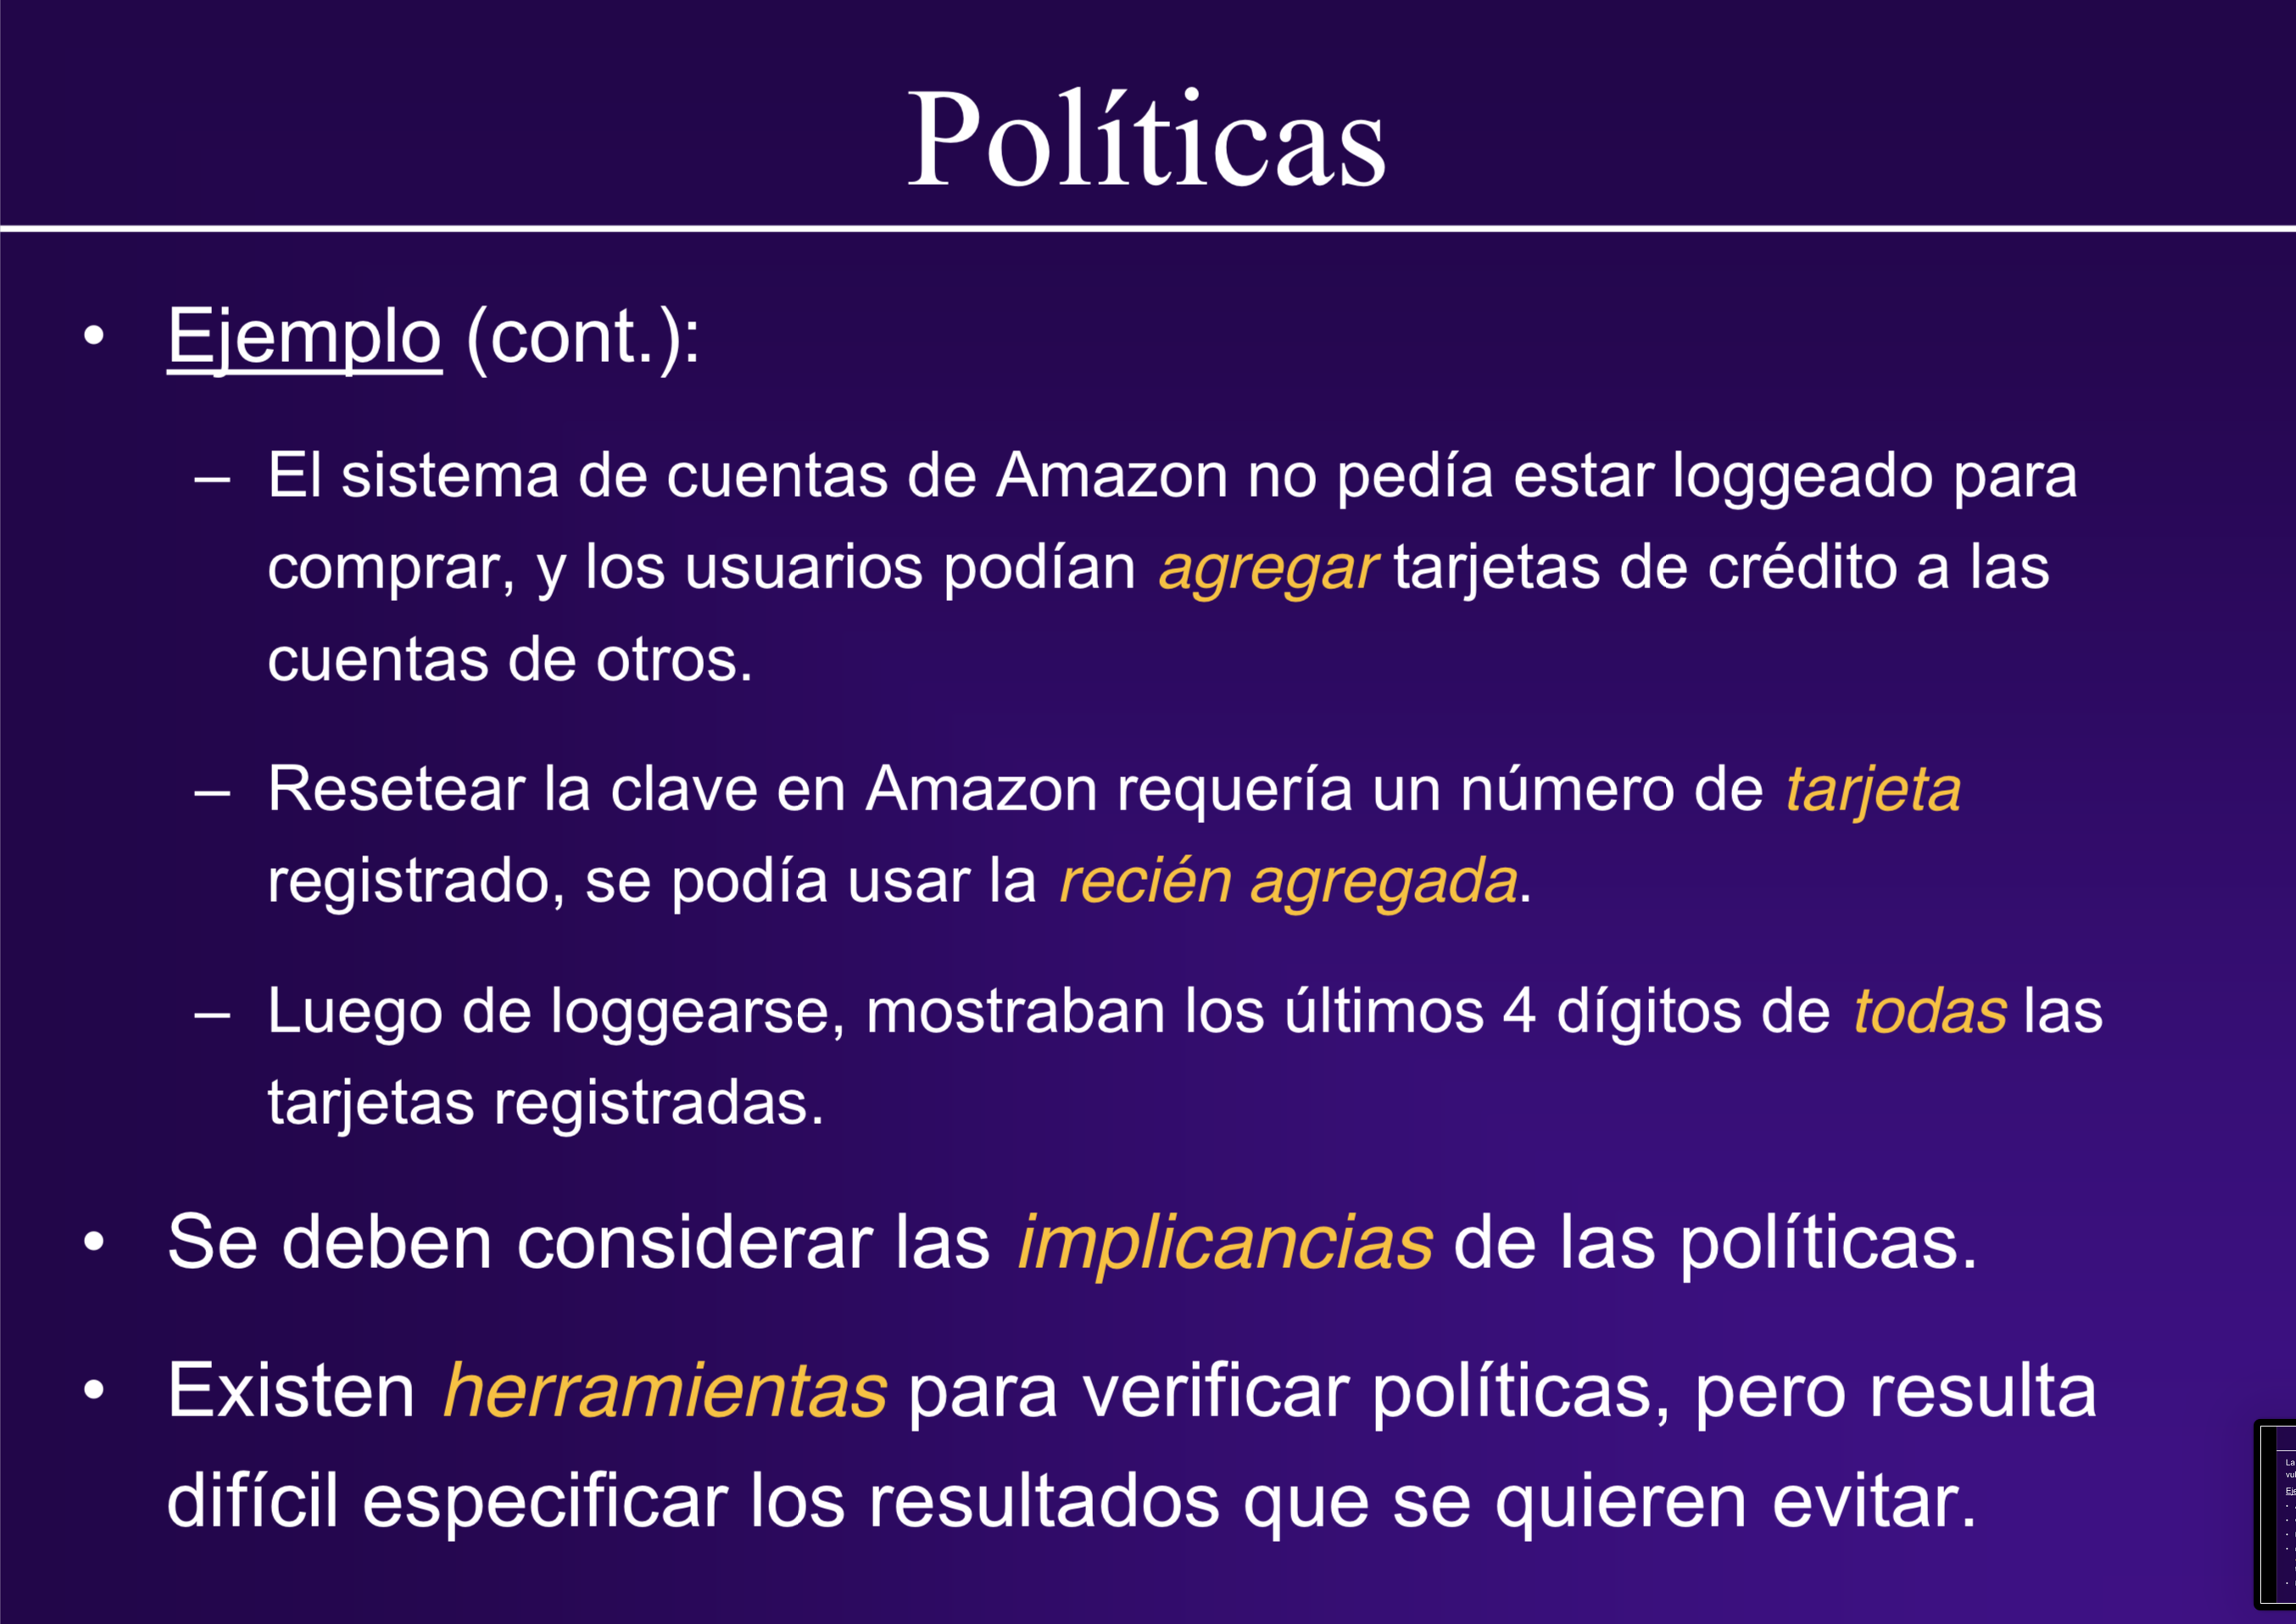 Políticas
• Ejemplo (cont.):
– El sistema de cuentas de Amazon no pedía estar loggeado para
comprar, y los usuarios podían agregar tarjetas de crédito a las
cuentas de otros.
– Resetear la clave en Amazon requería un número de tarjeta
registrado, se podía usar la recién agregada.
– Luego de loggearse, mostraban los últimos 4 dígitos de todas las
tarjetas registradas.
• Se deben considerar las implicancias de las políticas.
• Existen herramientas para verificar políticas, pero resulta
difícil especificar los resultados que se quieren evitar.
La